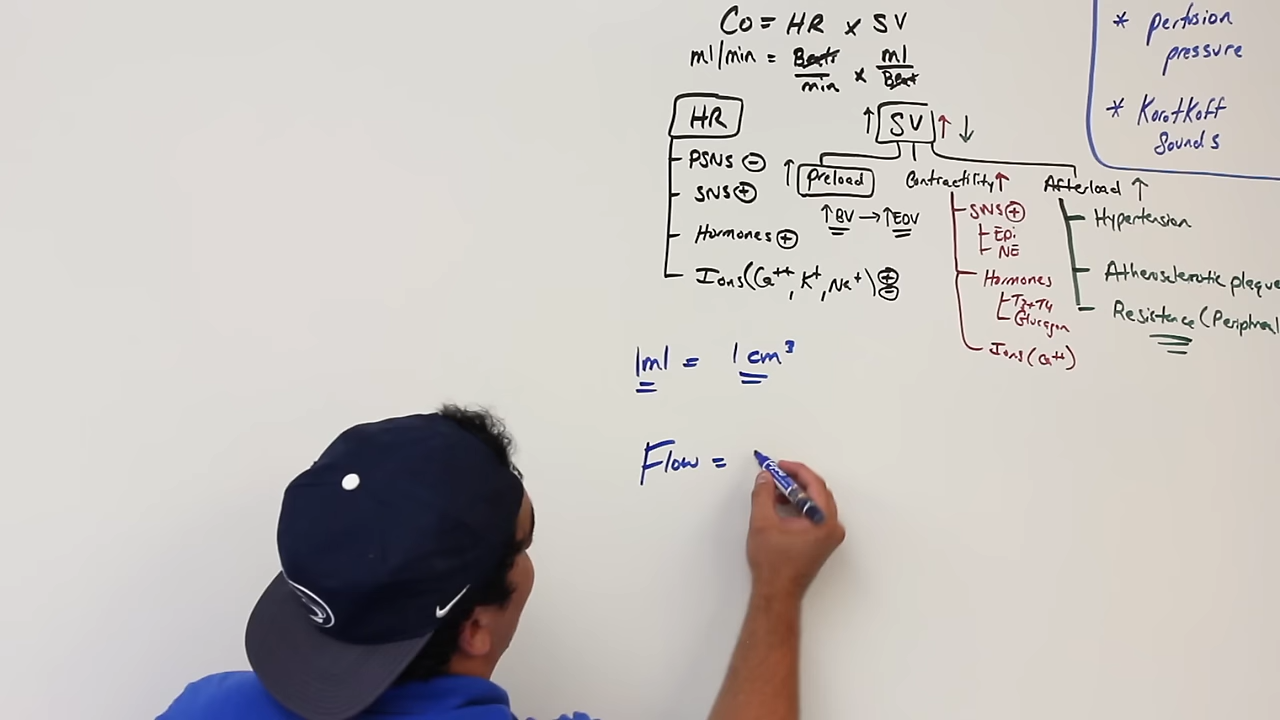 Co = HR x SV
ml/min = Beats/min x ml/Beat
* perfusion
pressure
* Korotkoff
Sounds
HR
PSNS ⊖
SNS ⊕
Hormones ⊕
Ions (Ca++, K+, Na+) ⊕ ⊖
↑ SV ↑ ↓
↑ Preload
↑ BV → ↑ EDV
Contractility ↑
SNS ⊕
Epi
NE
Hormones
T3+T4
Glucagon
Ions (Ca++)
Afterload ↑
Hypertension
Atherosclerotic plaque
Resistence (Peripheral
1ml = 1cm³
Flow =